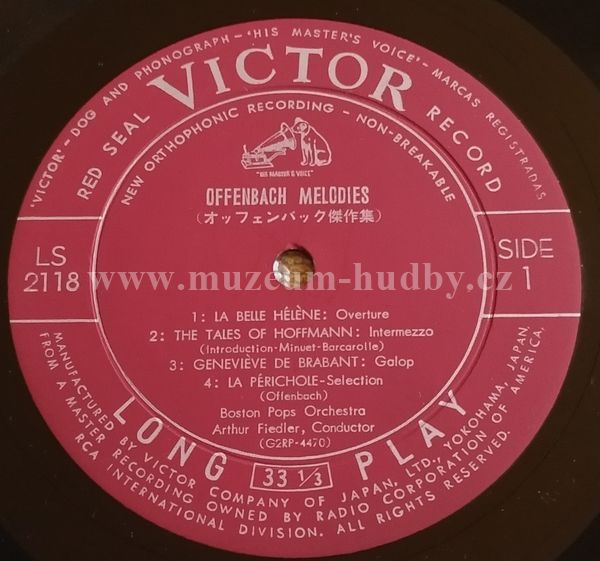 'VICTOR'–DOG AND PHONOGRAPH–'HIS MASTER'S VOICE'–MARCAS REGISTRADAS
RED SEAL VICTOR RECORD
NEW ORTHOPHONIC RECORDING – NON-BREAKABLE
"HIS MASTER'S VOICE"
OFFENBACH MELODIES
(オッフェンバック傑作集)
LS
2118
SIDE
1
www.muzeum-hudby.cz
1: LA BELLE HÉLÈNE: Overture
2: THE TALES OF HOFFMANN: Intermezzo
(Introduction-Minuet-Barcarolle)
3: GENEVIÈVE DE BRABANT: Galop
4: LA PÉRICHOLE-Selection
(Offenbach)
Boston Pops Orchestra
Arthur Fiedler, Conductor
(G2RP-4470)
LONG 33 1/3 PLAY
MANUFACTURED BY VICTOR COMPANY OF JAPAN, LTD., YOKOHAMA, JAPAN,
FROM A MASTER RECORDING OWNED BY RADIO CORPORATION OF AMERICA,
RCA INTERNATIONAL DIVISION. ALL RIGHTS RESERVED.